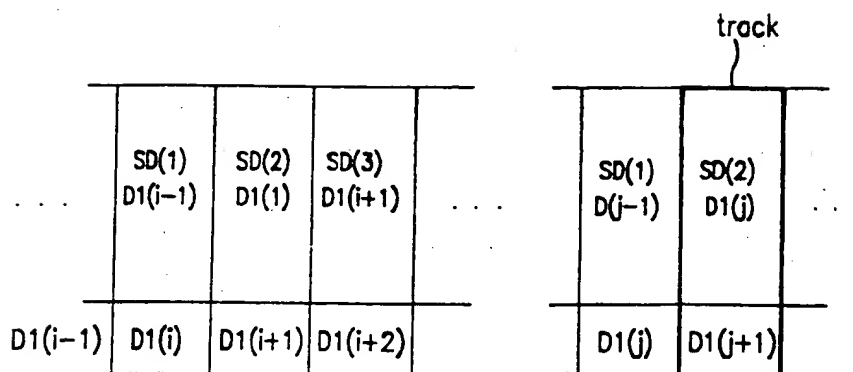 track
SD(1) SD(2) SD(3)
D1(i-1) D1(1) D1(i+1)
SD(1) SD(2)
D(j-1) D1(j)
. . . . . . . .
D1(i-1) D1(i) D1(i+1) D1(i+2) D1(j) D1(j+1)